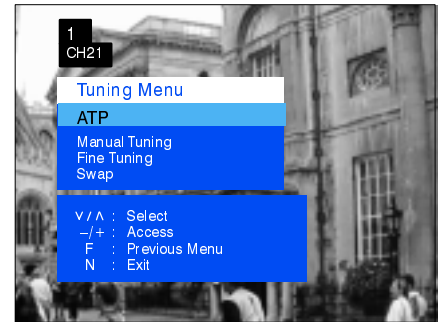 1
CH21
Tuning Menu
ATP
Manual Tuning
Fine Tuning
Swap
∨/∧ : Select
–/+ : Access
F : Previous Menu
N : Exit